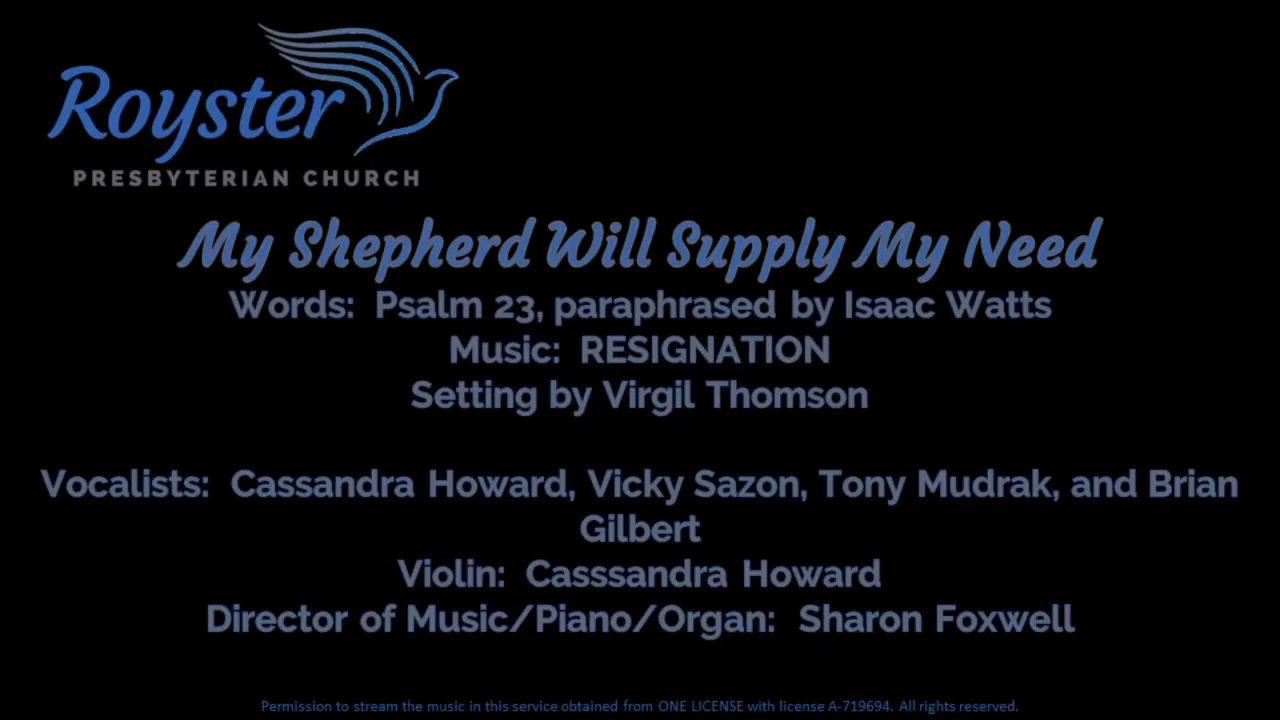 Royster
PRESBYTERIAN CHURCH
My Shepherd Will Supply My Need
Words: Psalm 23, paraphrased by Isaac Watts
Music: RESIGNATION
Setting by Virgil Thomson
Vocalists: Cassandra Howard, Vicky Sazon, Tony Mudrak, and Brian
Gilbert
Violin: Casssandra Howard
Director of Music/Piano/Organ: Sharon Foxwell
Permission to stream the music in this service obtained from ONE LICENSE with license A-719694. All rights reserved.